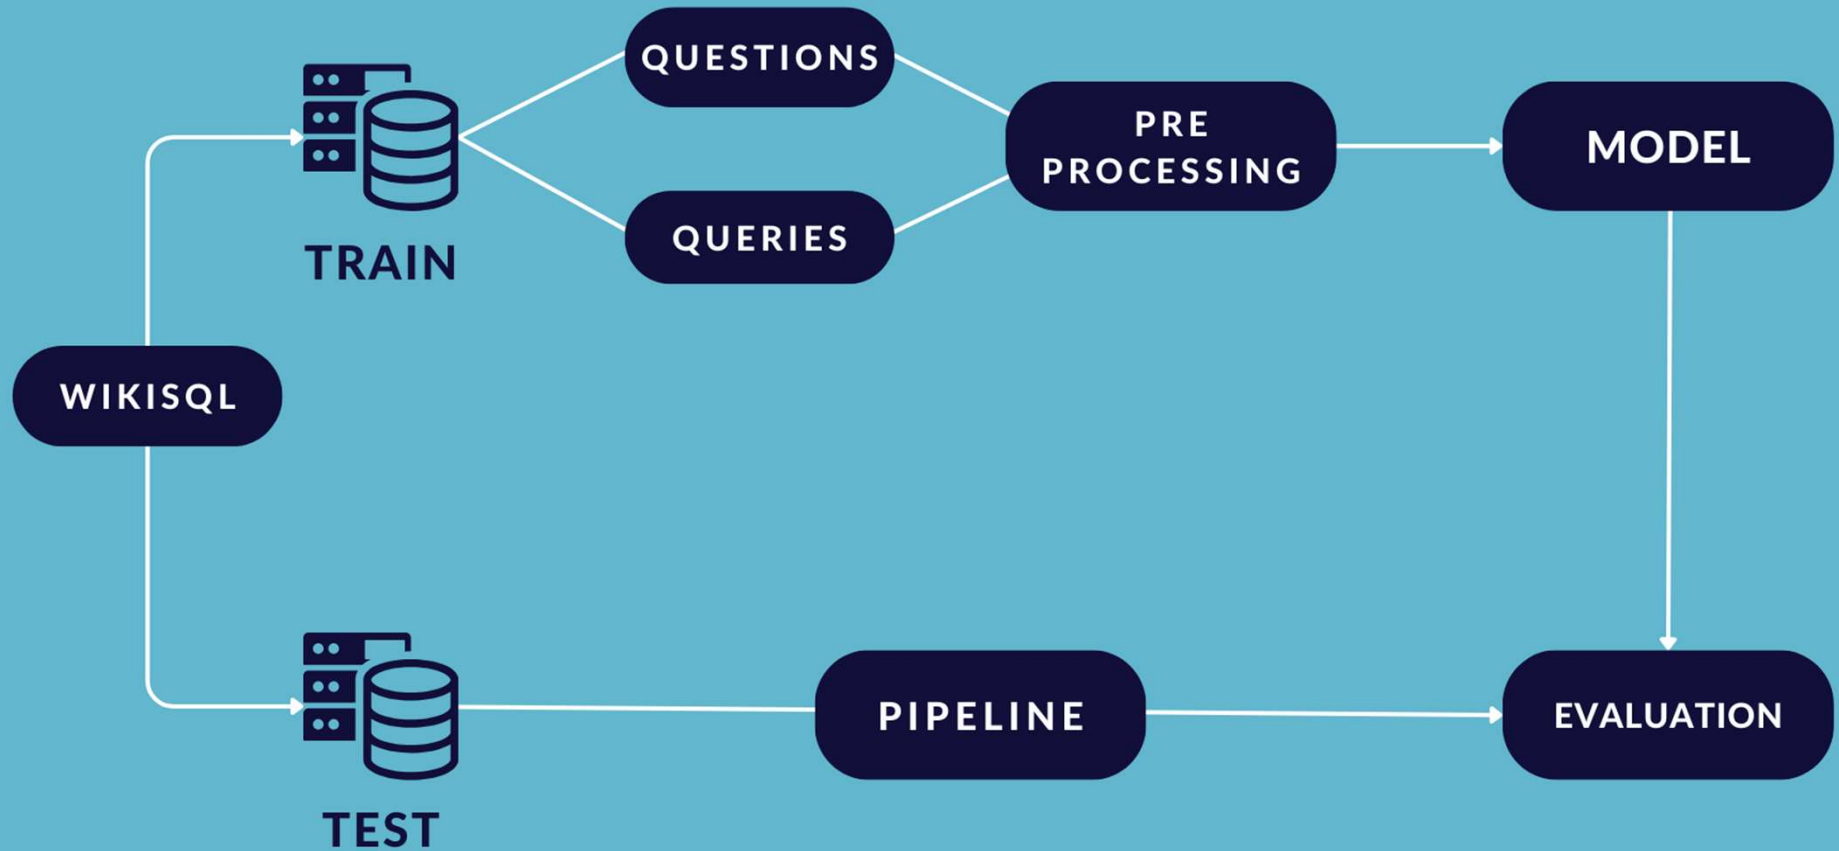 QUESTIONS
PRE
PROCESSING
MODEL
QUERIES
TRAIN
WIKISQL
PIPELINE
EVALUATION
TEST